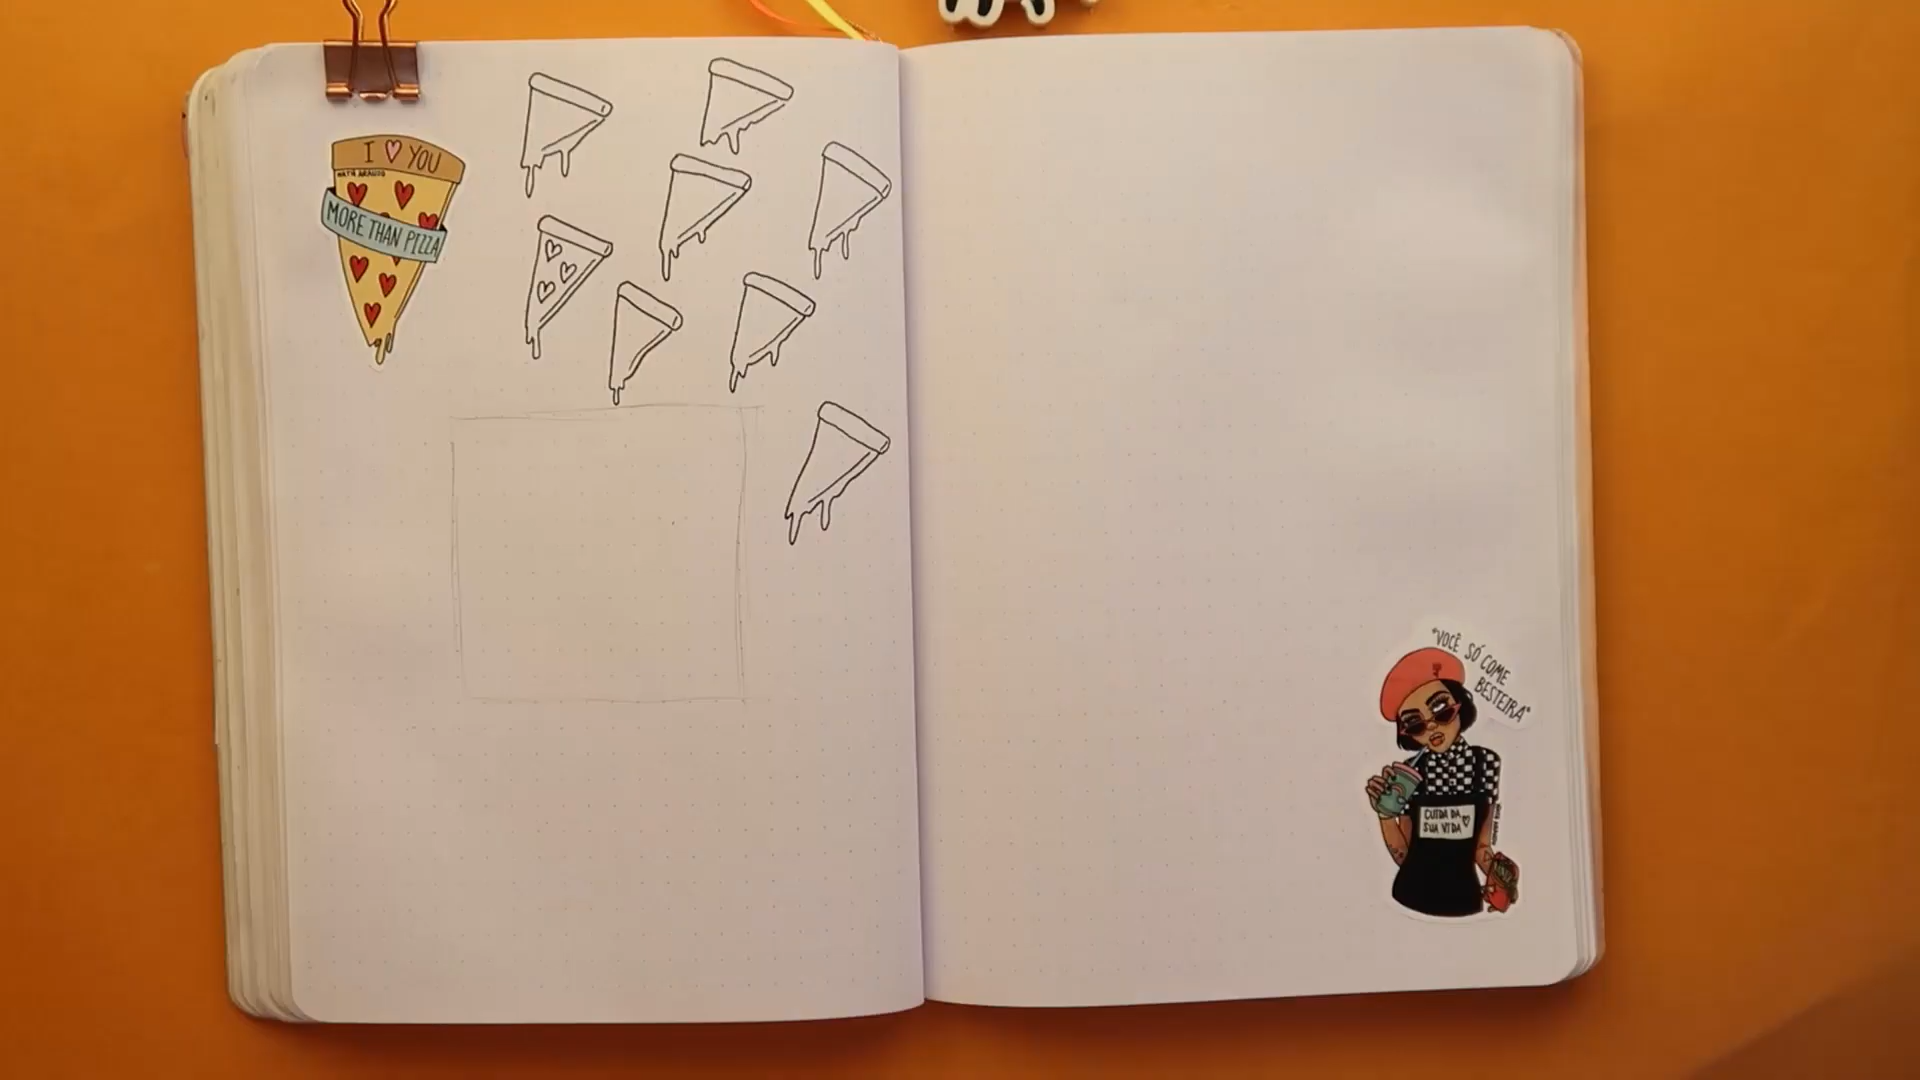 I ♡ YOU
MORE THAN PIZZA
"VOCÊ SÓ COME
BESTEIRA"
CUIDA DA
SUA VIDA ♡